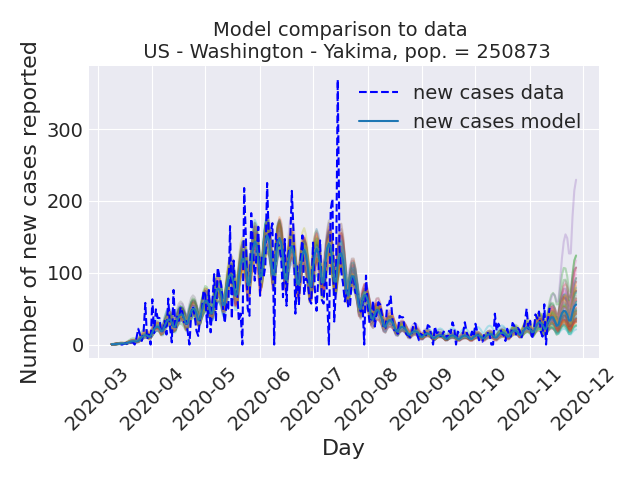 Model comparison to data
US - Washington - Yakima, pop. = 250873
Number of new cases reported
300
200
100
0
new cases data
new cases model
2020-03
2020-04
2020-05
2020-06
2020-07
2020-08
2020-09
2020-10
2020-11
2020-12
Day